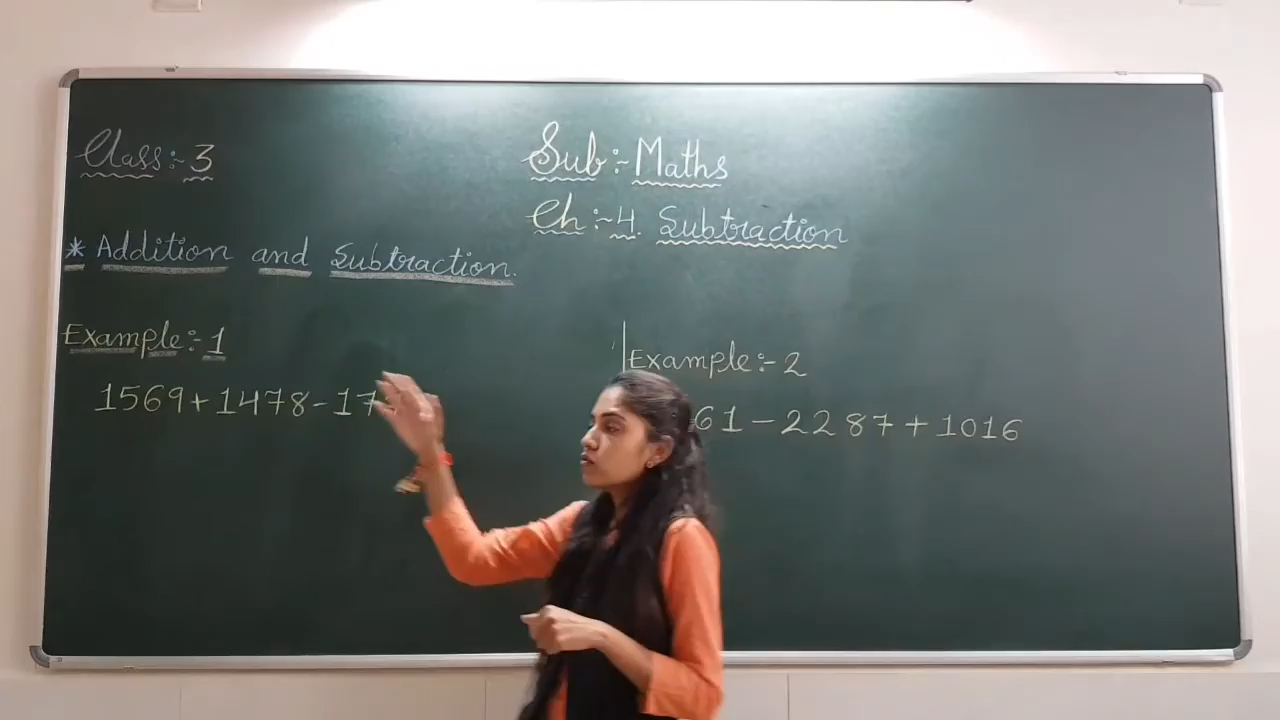 Class:- 3
Sub:- Maths
Ch:- 4. Subtraction
* Addition and Subtraction.
Example:- 1
1569+1478-17
Example:- 2
61-2287+1016